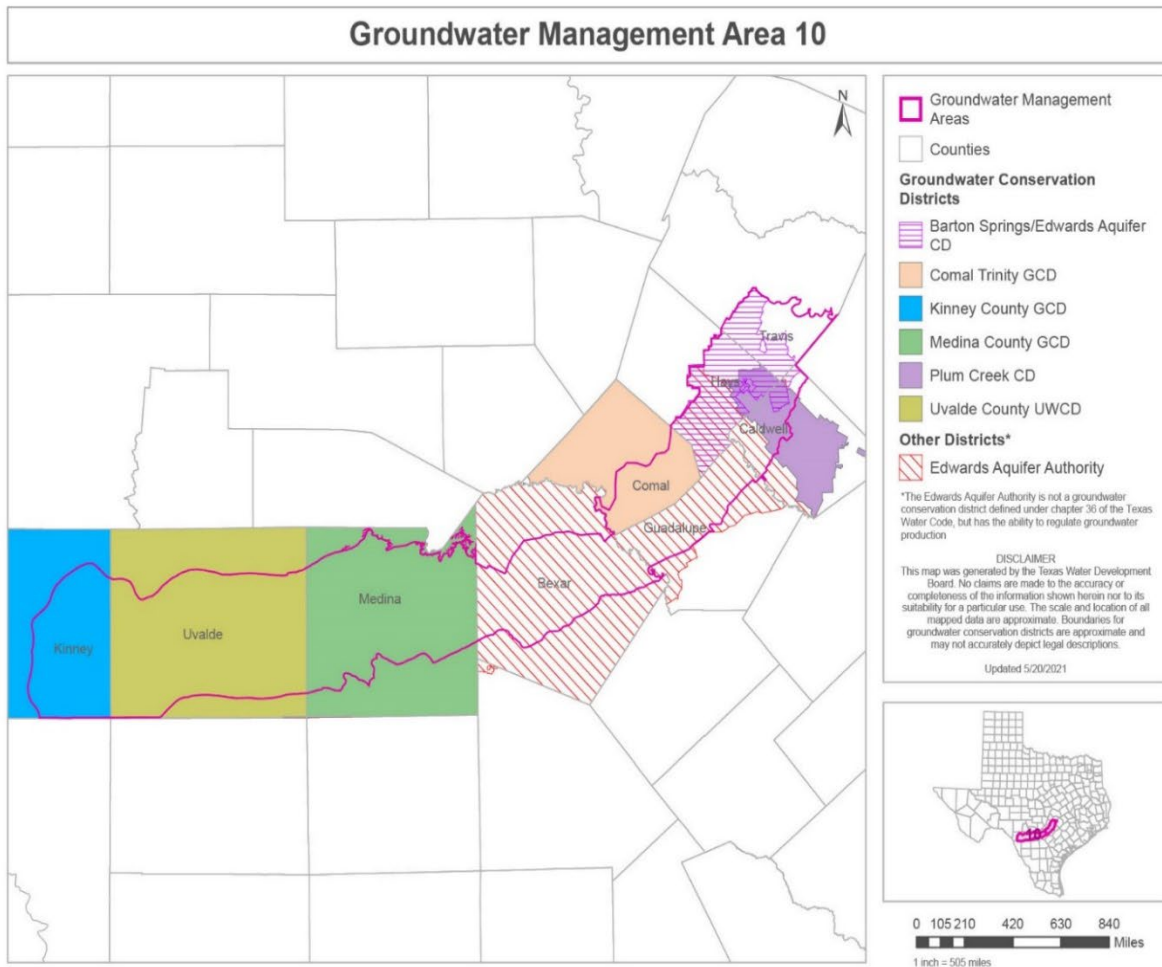 Groundwater Management Area 10
N
Travis
Hays
Caldwell
Comal
Guadalupe
Bexar
Medina
Uvalde
Kinney
Groundwater Management
Areas
Counties
Groundwater Conservation
Districts
Barton Springs/Edwards Aquifer
CD
Comal Trinity GCD
Kinney County GCD
Medina County GCD
Plum Creek CD
Uvalde County UWCD
Other Districts*
Edwards Aquifer Authority
*The Edwards Aquifer Authority is not a groundwater
conservation district defined under chapter 36 of the Texas
Water Code, but has the ability to regulate groundwater
production
DISCLAIMER
This map was generated by the Texas Water Development
Board. No claims are made to the accuracy or
completeness of the information shown herein nor to its
suitability for a particular use. The scale and location of all
mapped data are approximate. Boundaries for
groundwater conservation districts are approximate and
may not accurately depict legal descriptions.
Updated 5/20/2021
10
0 105 210 420 630 840
Miles
1 inch = 505 miles